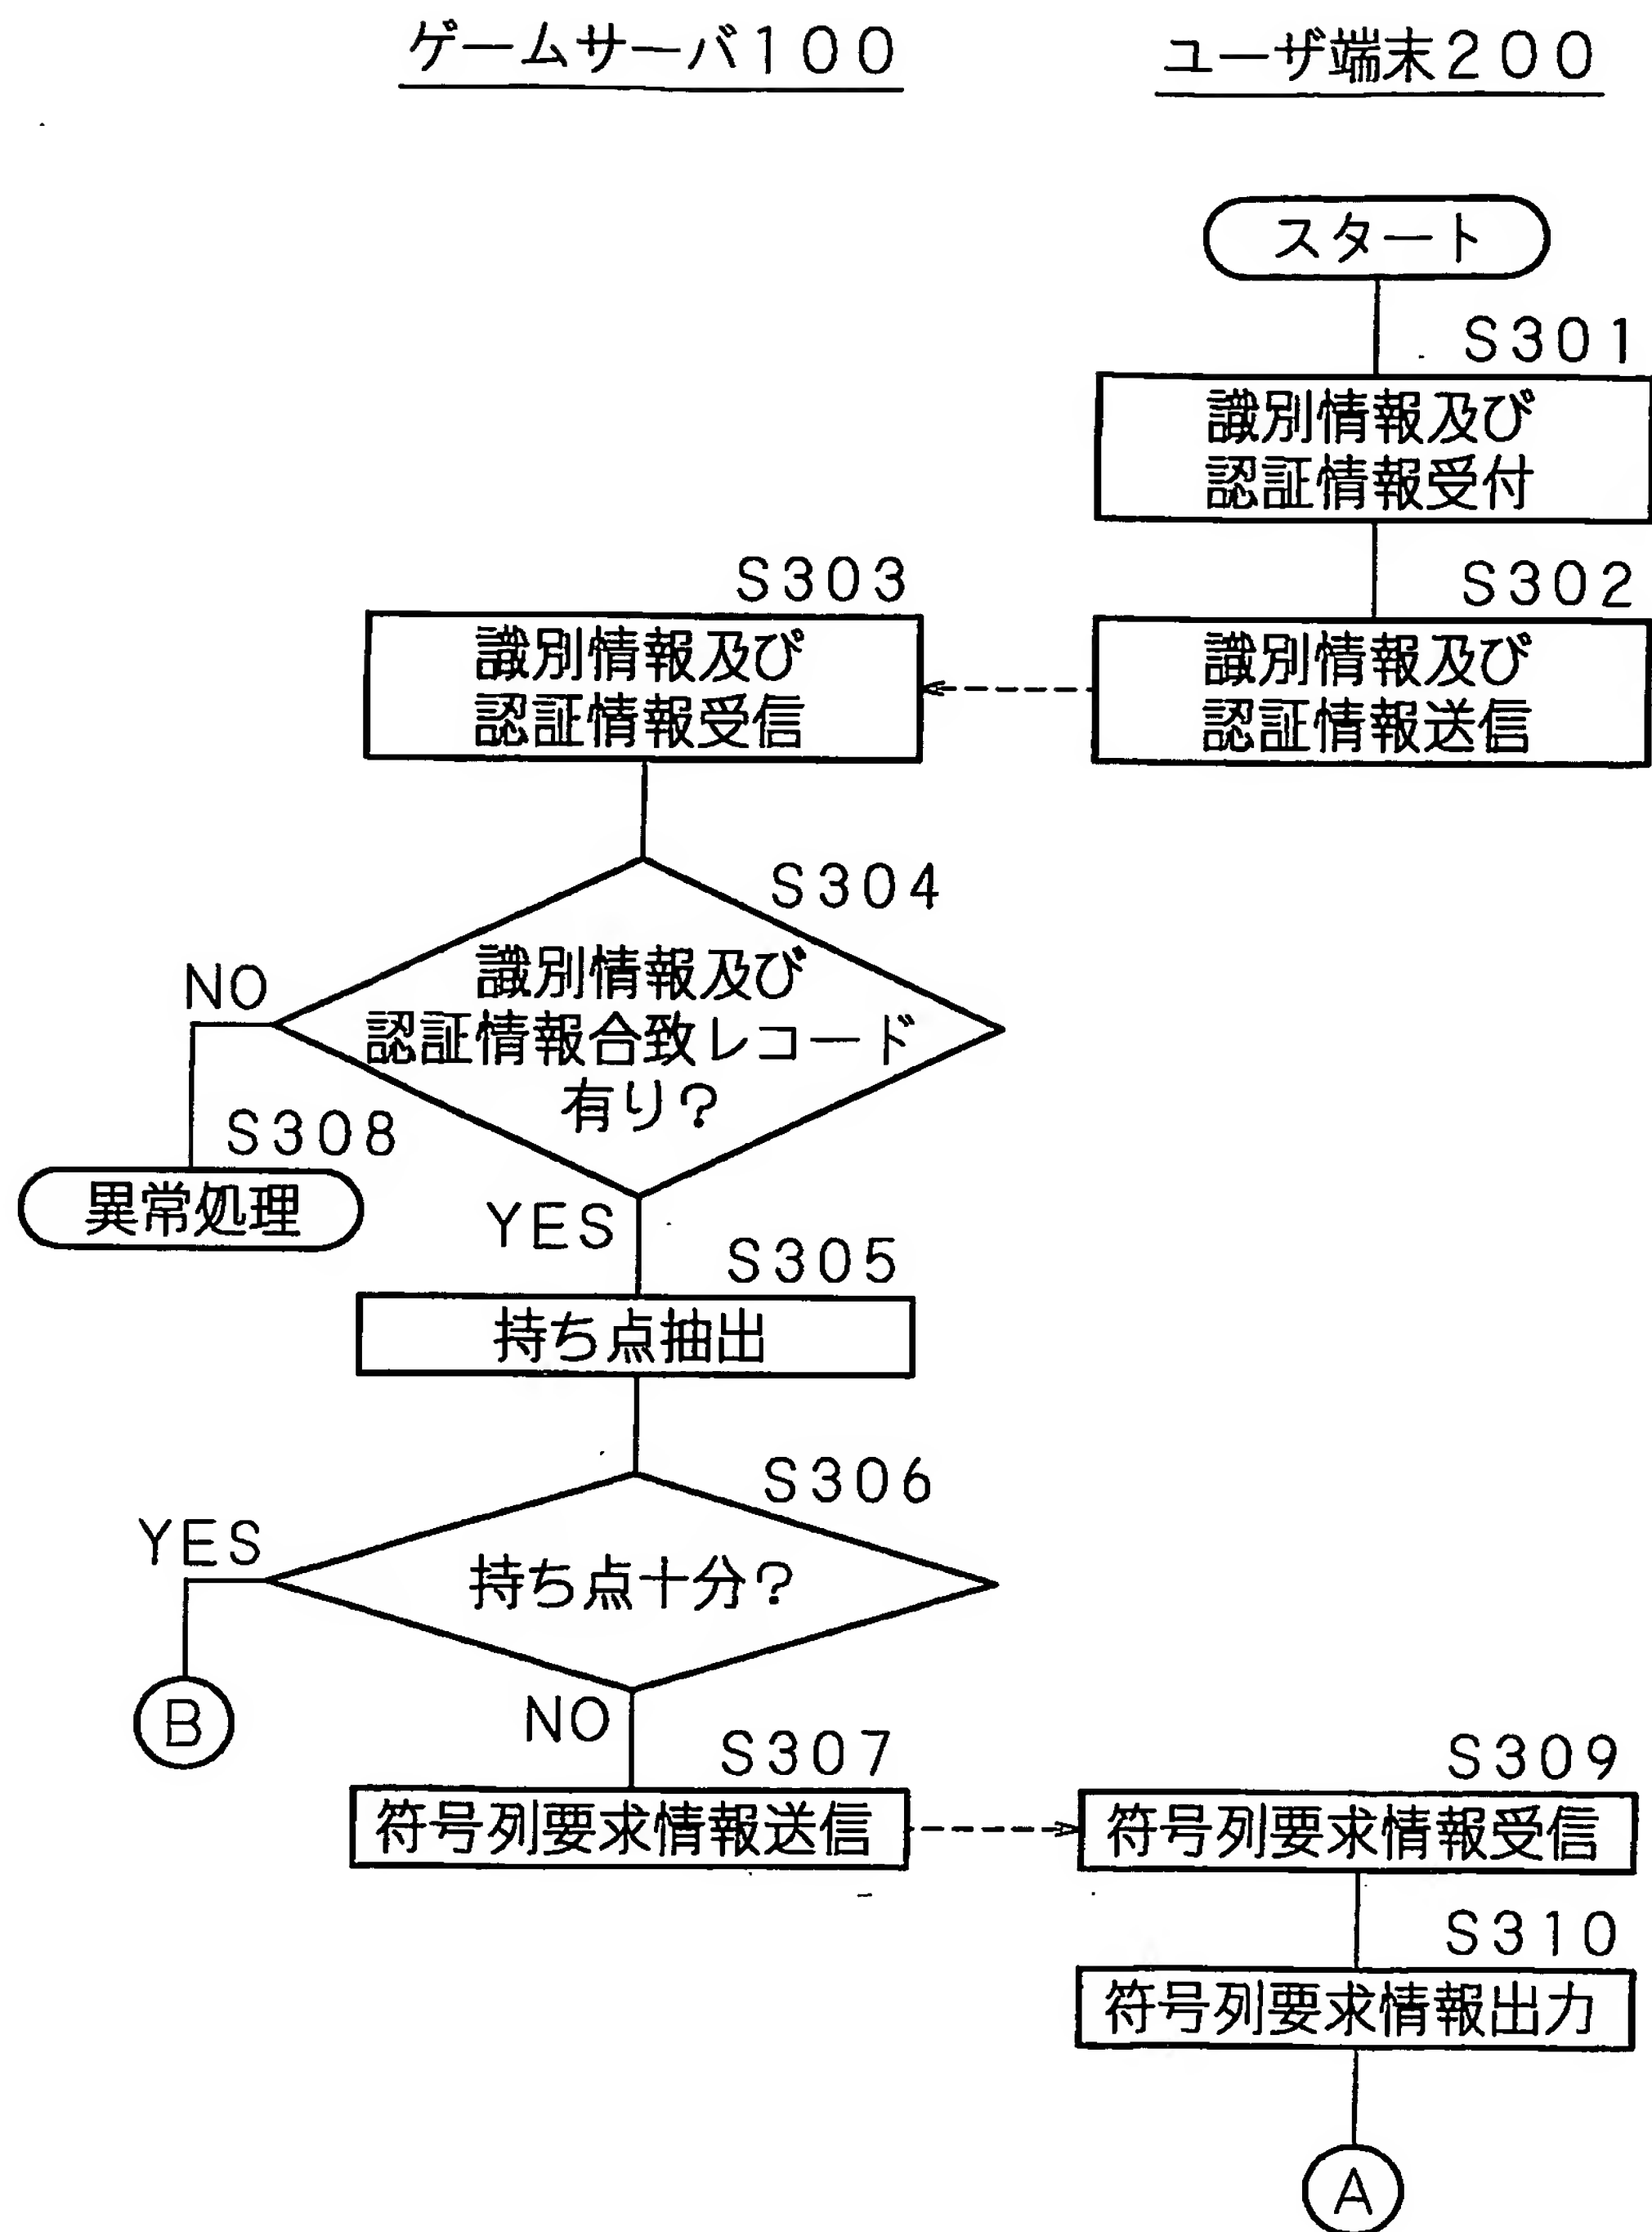 ゲームサーバ100
ユーザ端末200
スタート
S301
識別情報及び
認証情報受付
S302
識別情報及び
認証情報送信
S303
識別情報及び
認証情報受信
S304
識別情報及び
認証情報合致レコード
有り?
NO
S308
異常処理
YES
S305
持ち点抽出
S306
持ち点十分?
YES
B
NO
S307
符号列要求情報送信
S309
符号列要求情報受信
S310
符号列要求情報出力
A